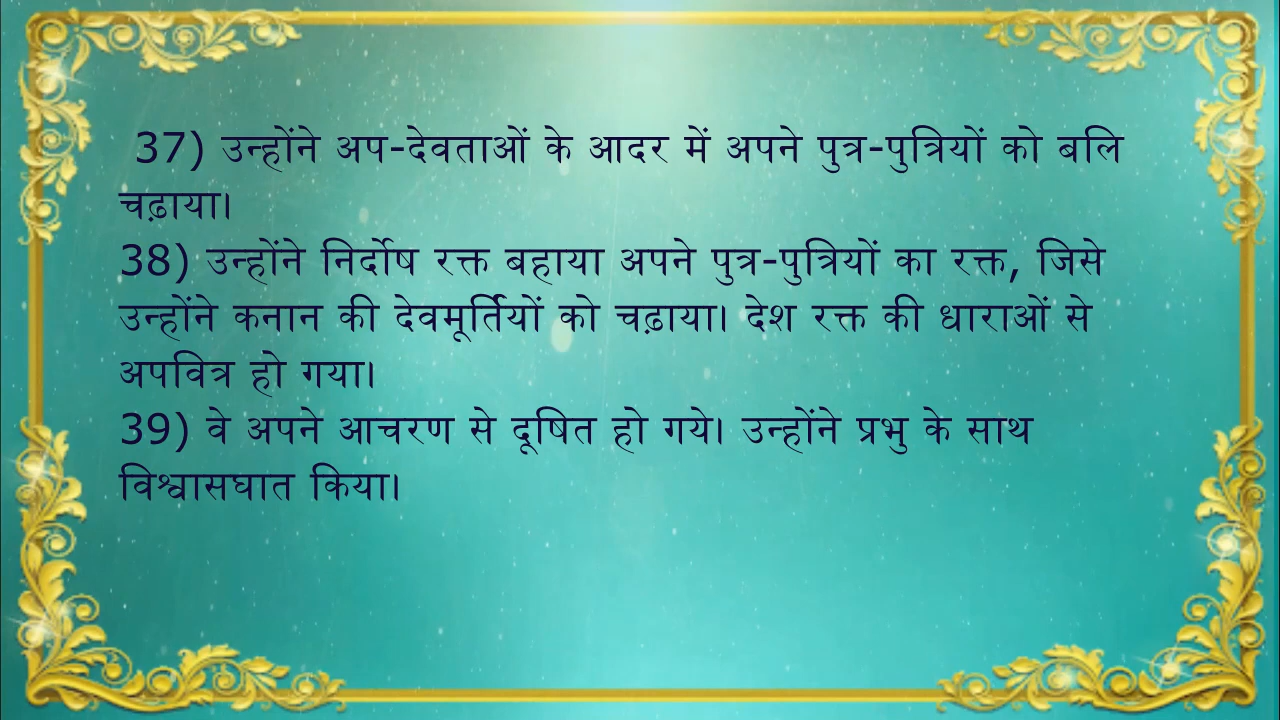 37) उन्होंने अप-देवताओं के आदर में अपने पुत्र-पुत्रियों को बलि
चढ़ाया।
38) उन्होंने निर्दोष रक्त बहाया अपने पुत्र-पुत्रियों का रक्त, जिसे
उन्होंने कनान की देवमूर्तियों को चढ़ाया। देश रक्त की धाराओं से
अपवित्र हो गया।
39) वे अपने आचरण से दूषित हो गये। उन्होंने प्रभु के साथ
विश्वासघात किया।